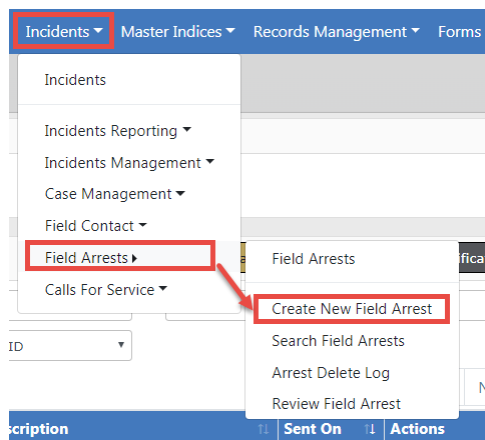 Incidents Master Indices Records Management Forms
Incidents
Incidents Reporting
Incidents Management
Case Management
Field Contact
Field Arrests
Calls For Service
Field Arrests
Create New Field Arrest
Search Field Arrests
Arrest Delete Log
Review Field Arrest
ID
scription Sent On Actions